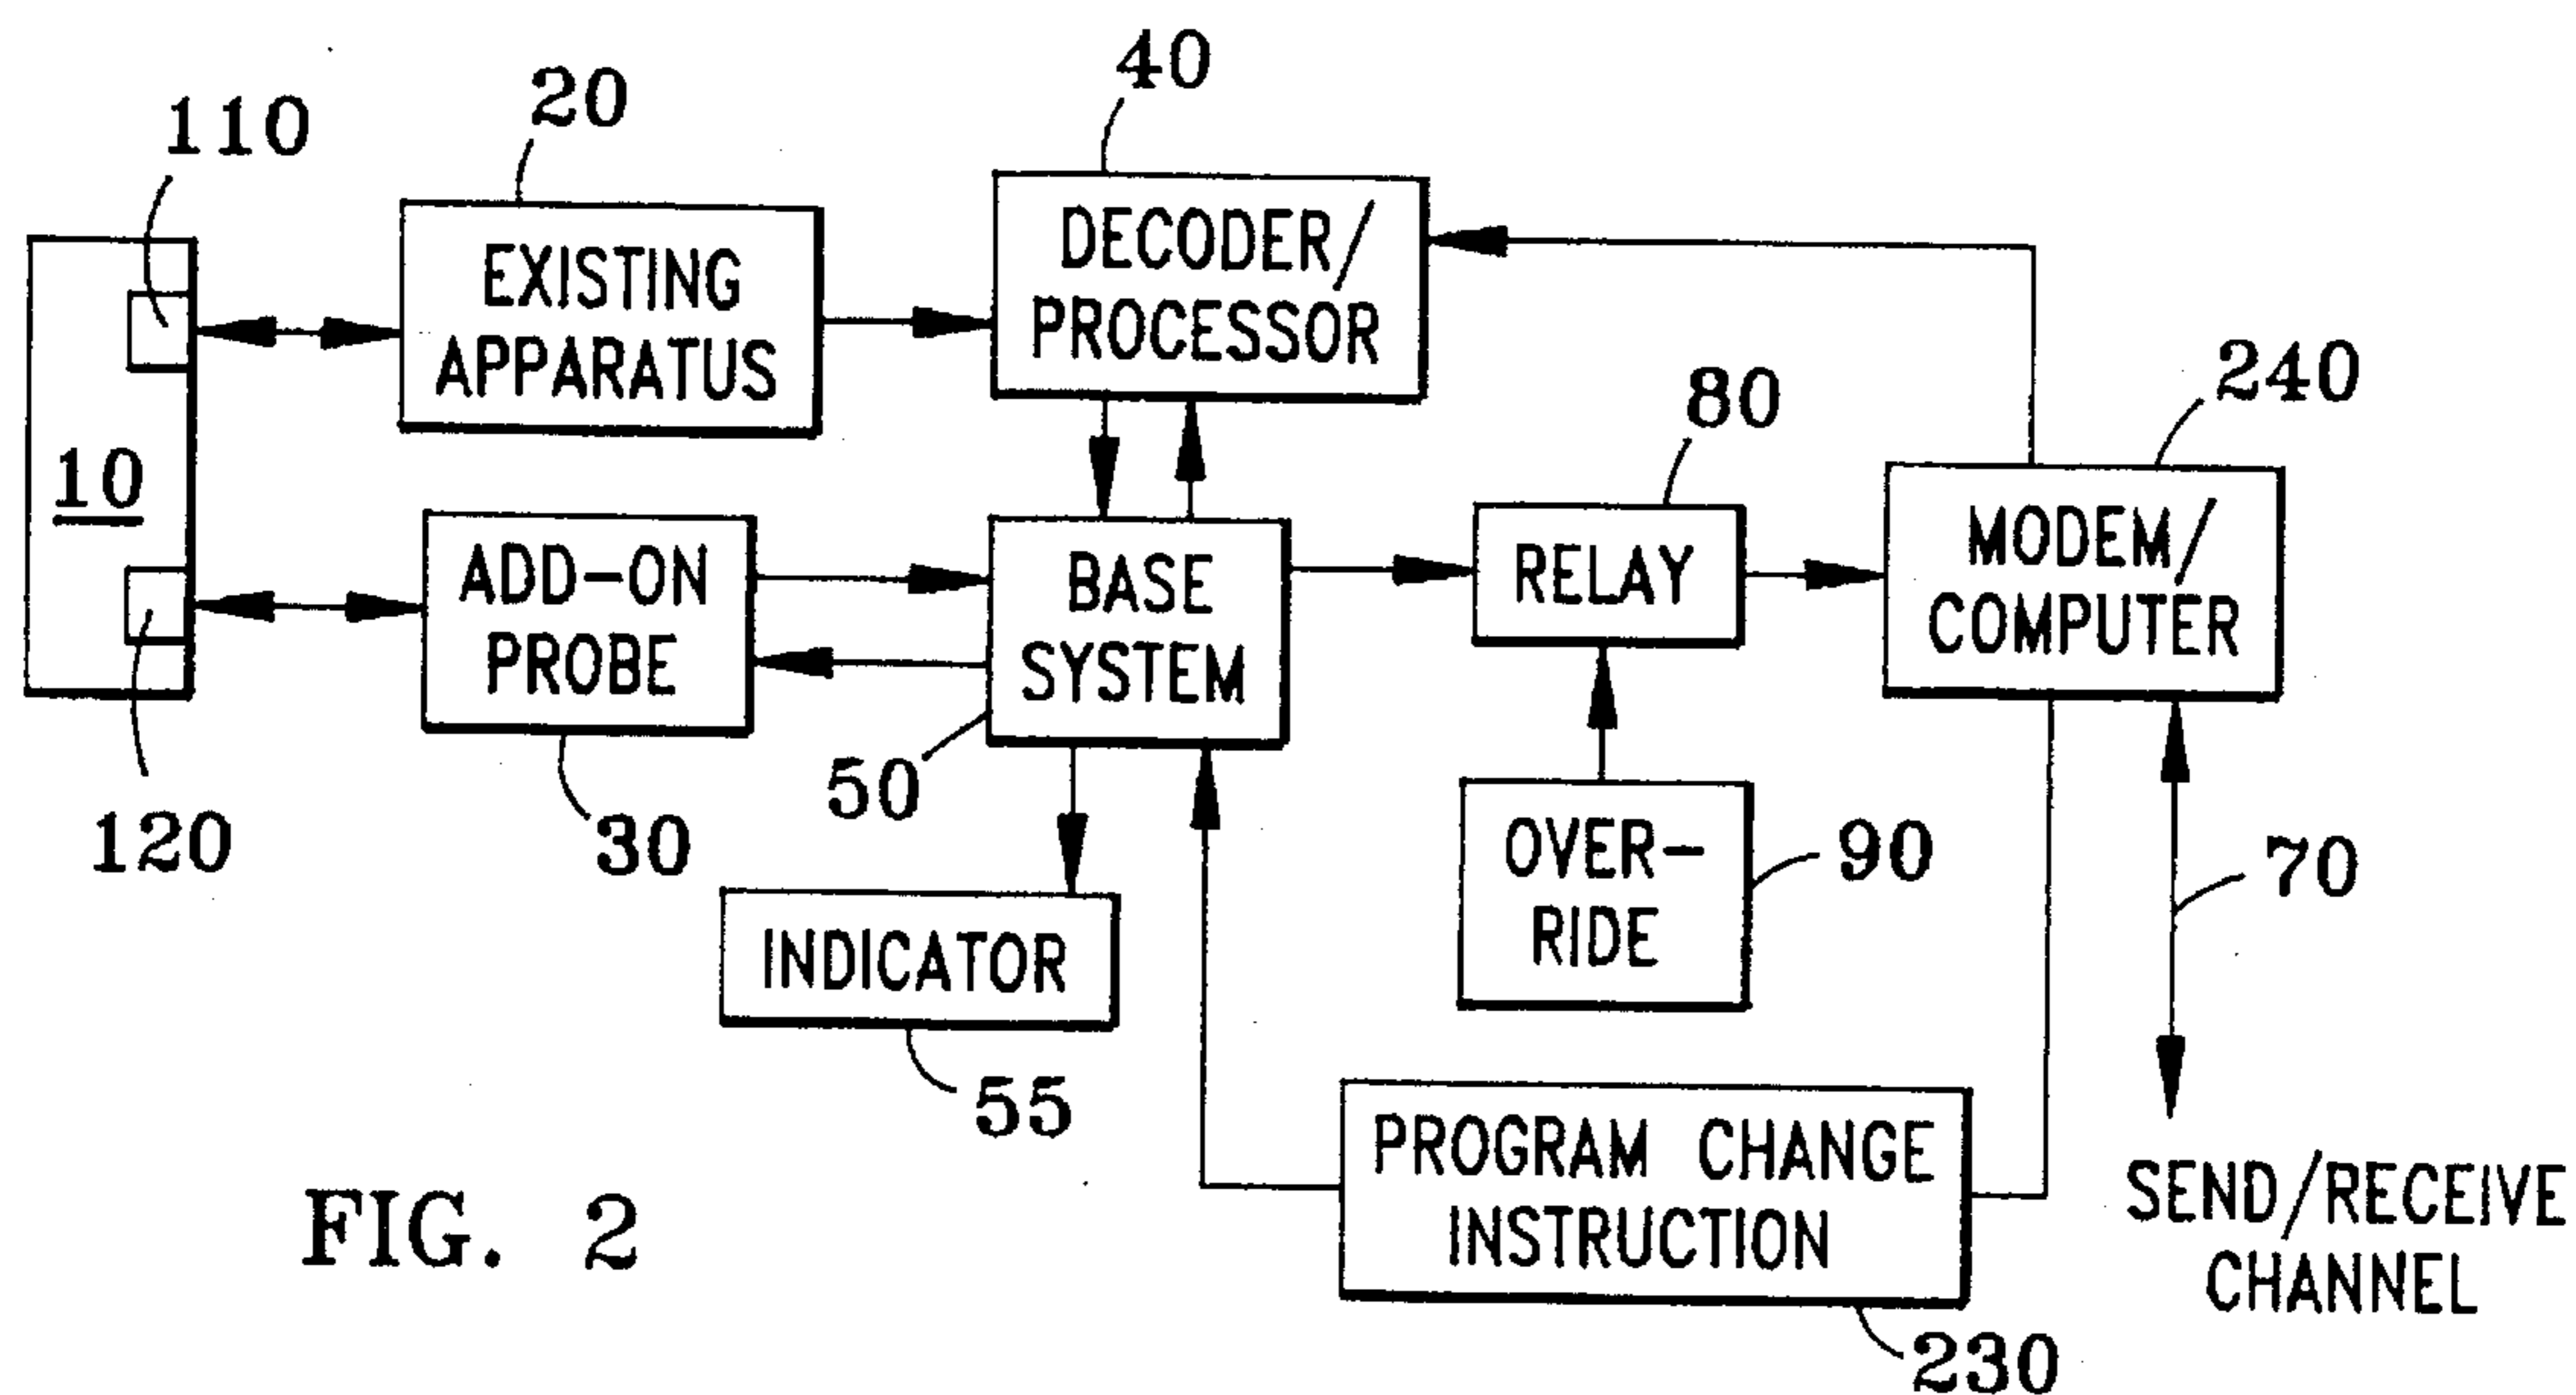 40
20
110
EXISTING
APPARATUS
DECODER/
PROCESSOR
240
80
10
ADD-ON
PROBE
BASE
SYSTEM
RELAY
MODEM/
COMPUTER
50
120
30
OVER-
RIDE
90
70
INDICATOR
55
PROGRAM CHANGE
INSTRUCTION
SEND/RECEIVE
CHANNEL
FIG. 2
230